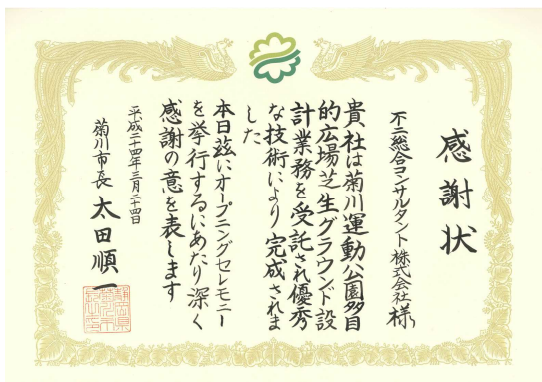 感謝状
不二総合コンサルタント株式会社様
貴社は菊川運動公園多目
的広場芝生グラウンド設
計業務を受託され優秀
な技術により完成されま
した
本日茲にオープニングセレモニー
を挙行するにあたり深く
感謝の意を表します
平成二十四年三月二十四日
菊川市長 太田順一